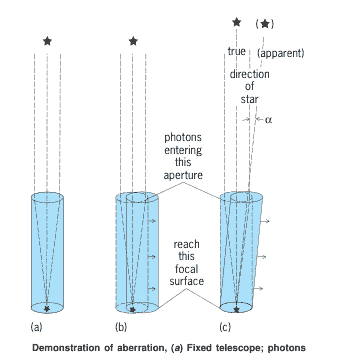 (★)
true (apparent)
direction
of
star
α
photons
entering
this
aperture
reach
this
focal
surface
(a) (b) (c)
Demonstration of aberration, (a) Fixed telescope; photons